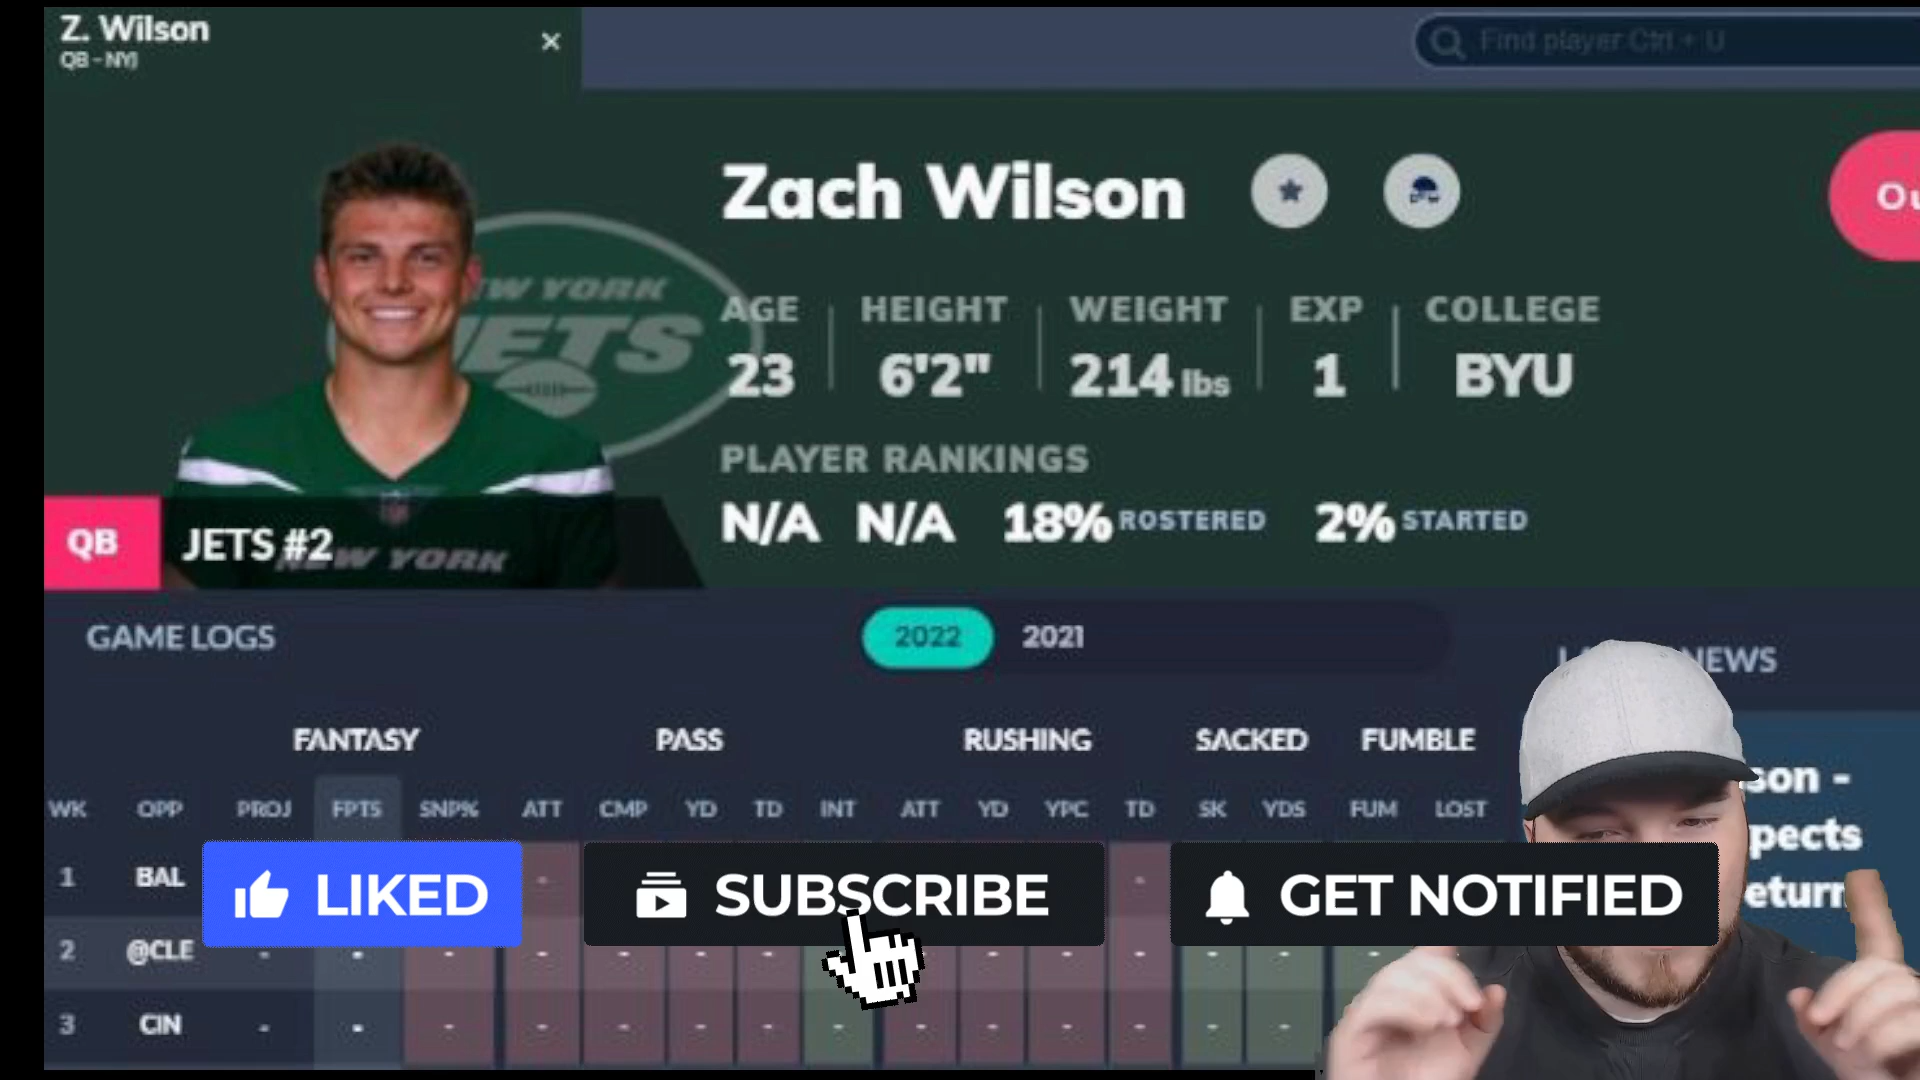 Z. Wilson
QB - NYJ
Find player Ctrl + U
Zach Wilson
NEW YORK
JETS
AGE HEIGHT WEIGHT EXP COLLEGE
23 6'2" 214 lbs 1 BYU
PLAYER RANKINGS
N/A N/A 18% ROSTERED 2% STARTED
QB JETS #2
NEW YORK
GAME LOGS 2022 2021
NEWS
FANTASY PASS RUSHING SACKED FUMBLE
WK OPP PROJ FPTS SNP% ATT CMP YD TD INT ATT YD YPC TD SK YDS FUM LOST
1 BAL - -
LIKED SUBSCRIBE GET NOTIFIED
2 @CLE - - - - - - - - - - - - - -
3 CIN - - - - - - - - - - - - - -